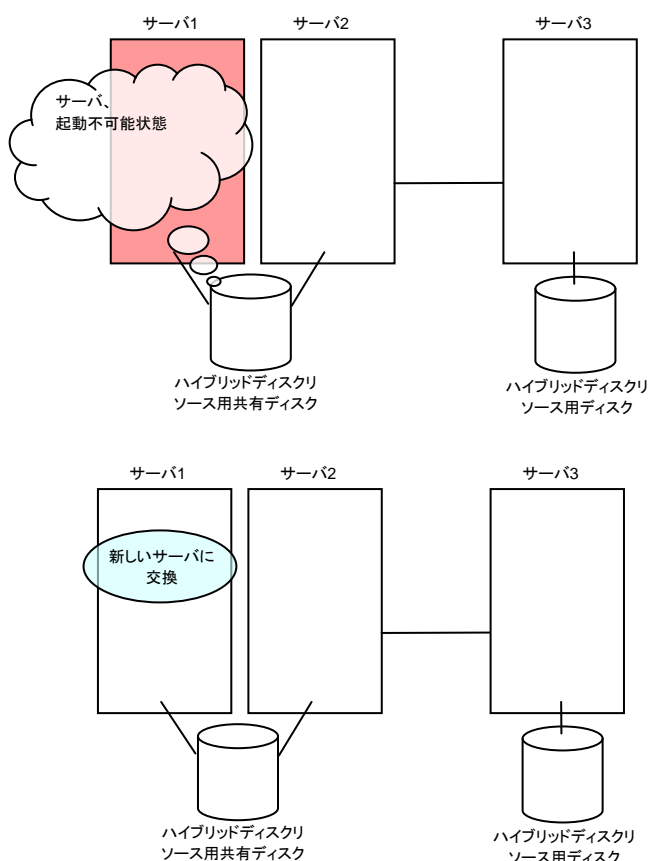 サーバ1
サーバ2
サーバ3
サーバ、
起動不可能状態
ハイブリッドディスクリ
ソース用共有ディスク
ハイブリッドディスクリ
ソース用ディスク
サーバ1
サーバ2
サーバ3
新しいサーバに
交換
ハイブリッドディスクリ
ソース用共有ディスク
ハイブリッドディスクリ
ソース用ディスク